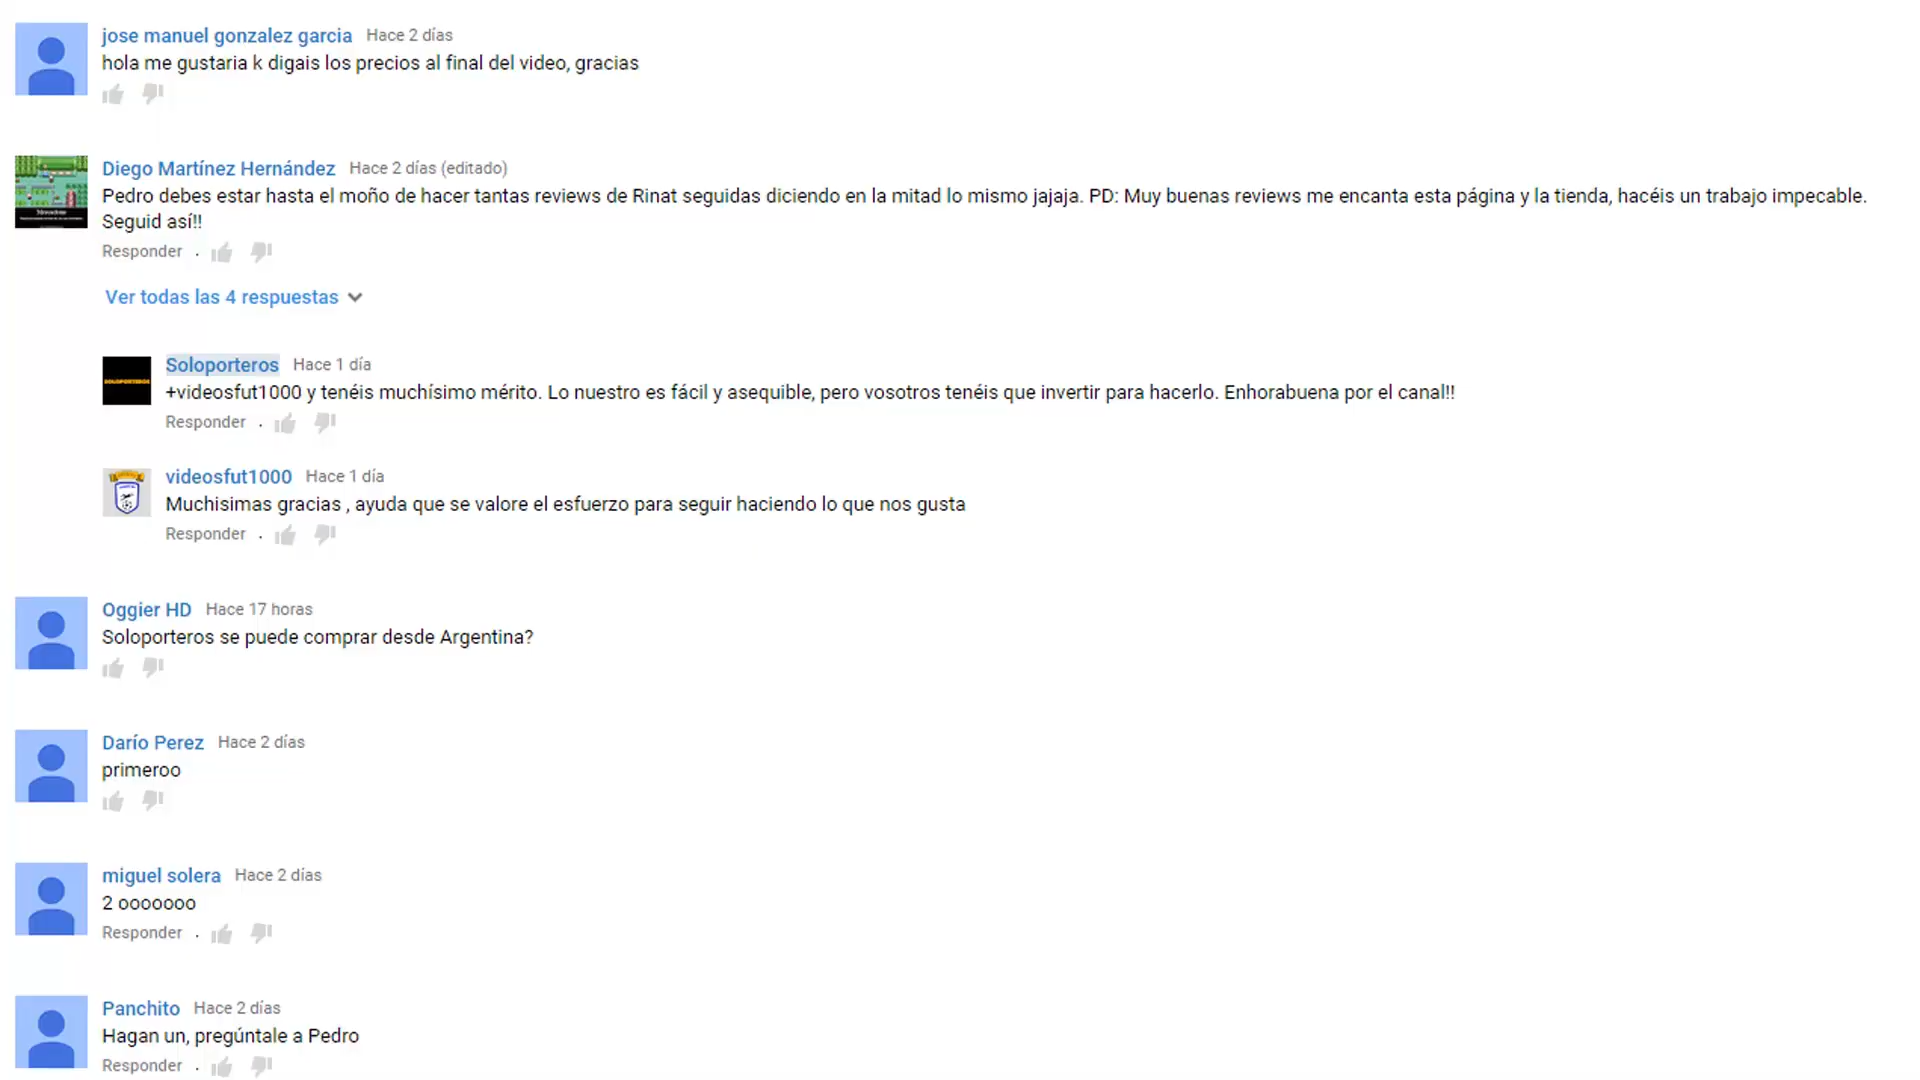 jose manuel gonzalez garcia Hace 2 días
hola me gustaria k digais los precios al final del video, gracias
Diego Martínez Hernández Hace 2 días (editado)
Pedro debes estar hasta el moño de hacer tantas reviews de Rinat seguidas diciendo en la mitad lo mismo jajaja. PD: Muy buenas reviews me encanta esta página y la tienda, hacéis un trabajo impecable.
Seguid así!!
Responder .
Ver todas las 4 respuestas
SOLOPORTEROS
Soloporteros Hace 1 día
+videosfut1000 y tenéis muchísimo mérito. Lo nuestro es fácil y asequible, pero vosotros tenéis que invertir para hacerlo. Enhorabuena por el canal!!
Responder .
videosfut1000 Hace 1 día
Muchisimas gracias , ayuda que se valore el esfuerzo para seguir haciendo lo que nos gusta
Responder .
Oggier HD Hace 17 horas
Soloporteros se puede comprar desde Argentina?
Darío Perez Hace 2 días
primeroo
miguel solera Hace 2 días
2 ooooooo
Responder .
Panchito Hace 2 días
Hagan un, pregúntale a Pedro
Responder .